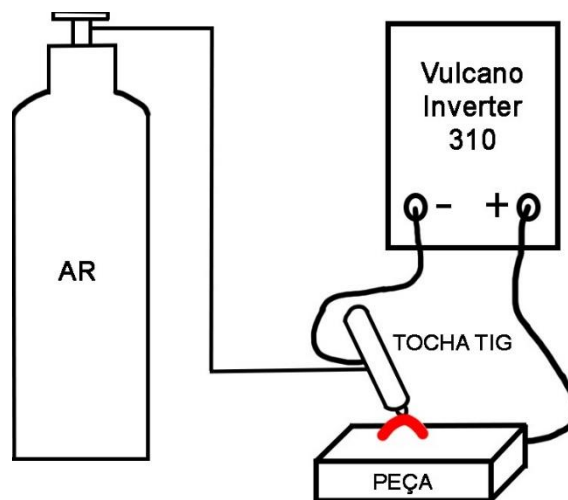 Vulcano
Inverter
310
- +
AR
TOCHA TIG
PEÇA